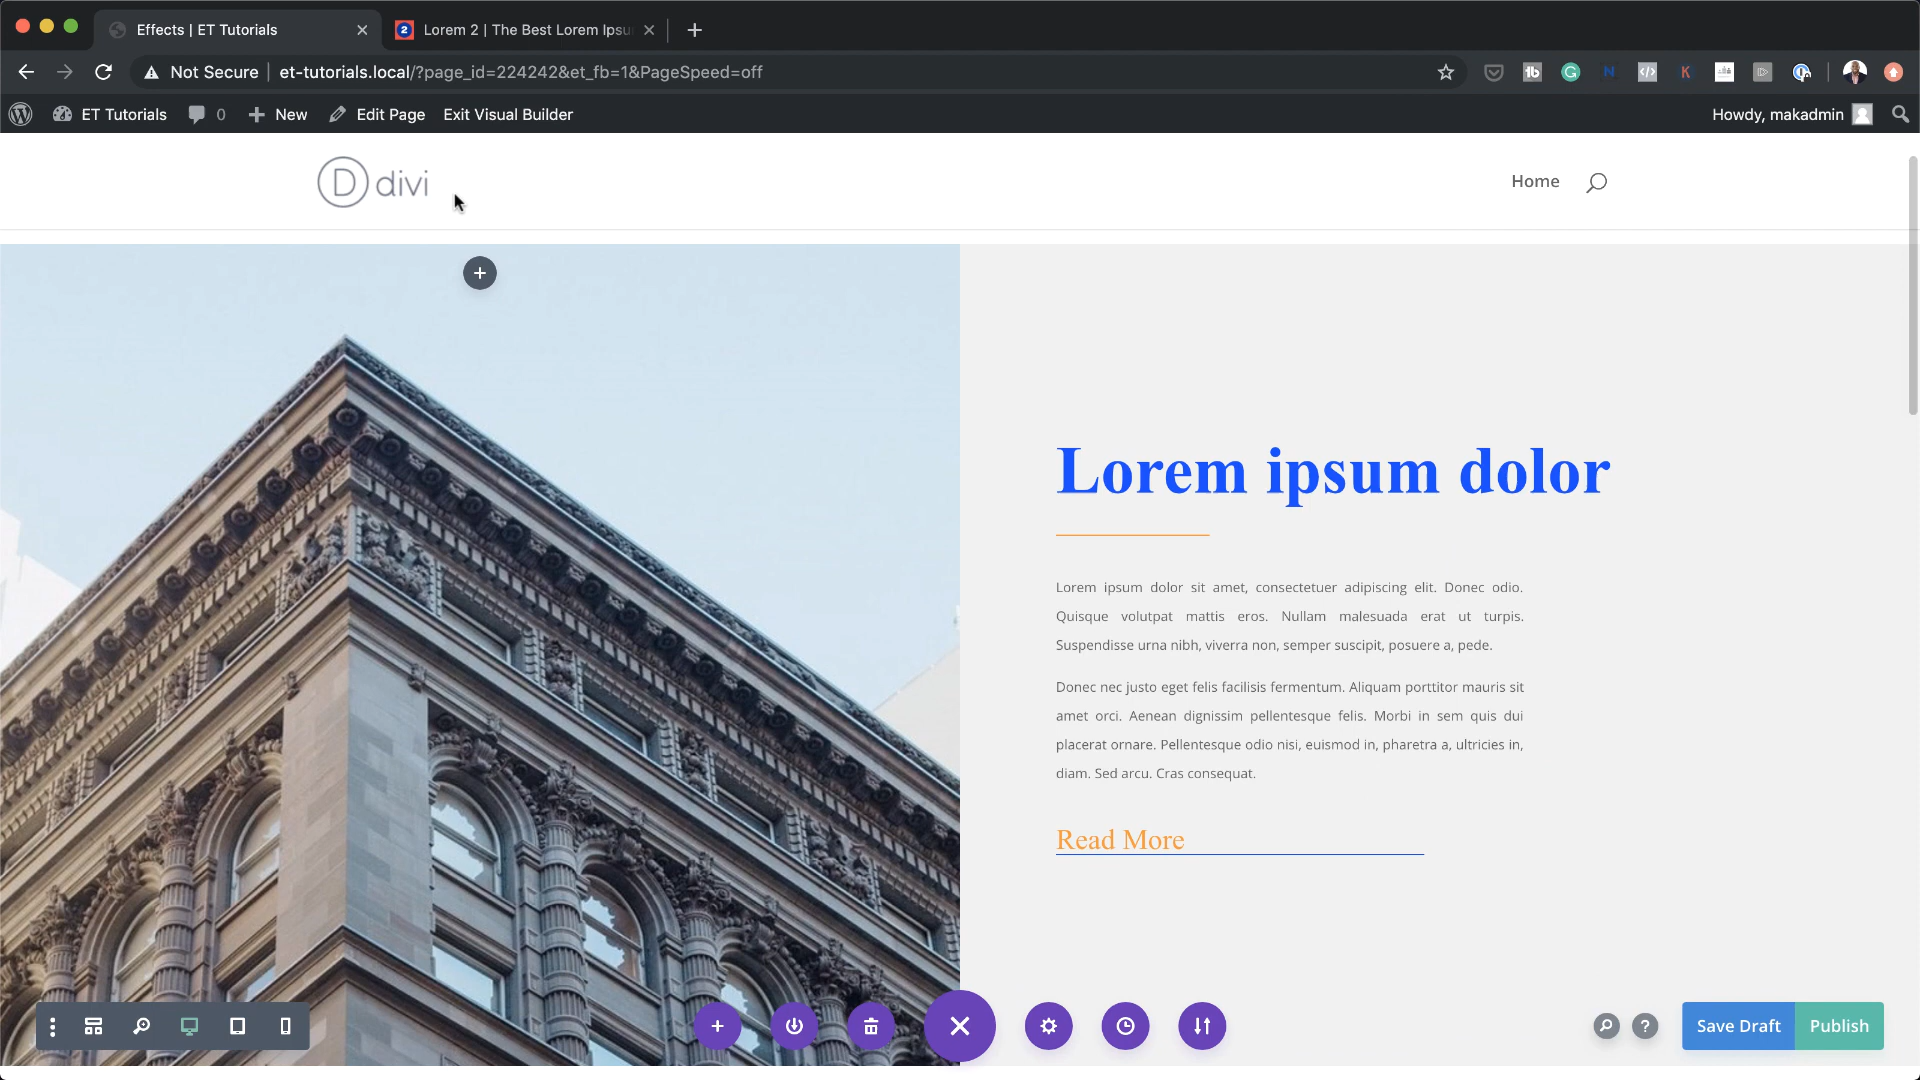 Effects | ET Tutorials
Lorem 2 | The Best Lorem Ipsu
Not Secure
et-tutorials.local/?page_id=224242&et_fb=1&PageSpeed=off
ET Tutorials 0 New Edit Page Exit Visual Builder
Howdy, makadmin
D divi
Home
Lorem ipsum dolor
Lorem ipsum dolor sit amet, consectetuer adipiscing elit. Donec odio.
Quisque volutpat mattis eros. Nullam malesuada erat ut turpis.
Suspendisse urna nibh, viverra non, semper suscipit, posuere a, pede.
Donec nec justo eget felis facilisis fermentum. Aliquam porttitor mauris sit
amet orci. Aenean dignissim pellentesque felis. Morbi in sem quis dui
placerat ornare. Pellentesque odio nisi, euismod in, pharetra a, ultricies in,
diam. Sed arcu. Cras consequat.
Read More
Save Draft
Publish